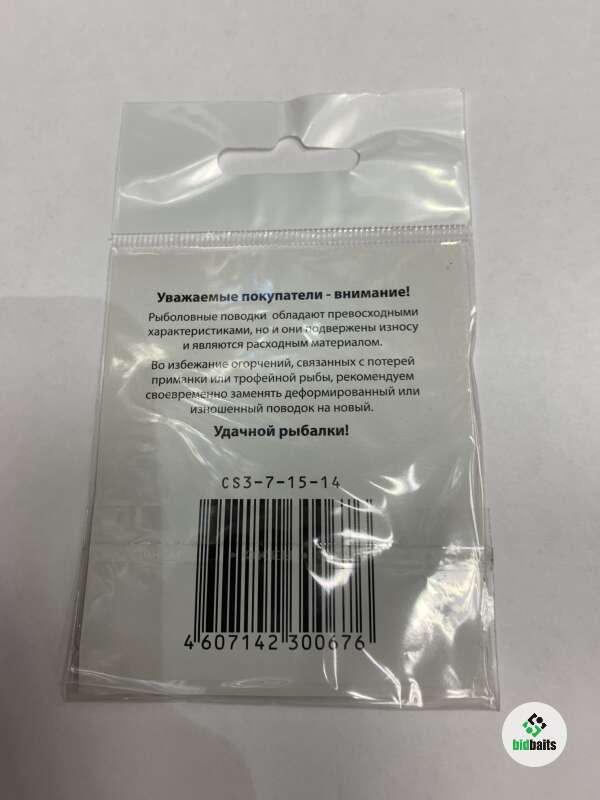 Уважаемые покупатели - внимание!
Рыболовные поводки обладают превосходными
характеристиками, но и они подвержены износу
и являются расходным материалом.
Во избежание огорчений, связанных с потерей
приманки или трофейной рыбы, рекомендуем
своевременно заменять деформированный или
изношенный поводок на новый.
Удачной рыбалки!
CS3-7-15-14
4 607142 300676
bidbaits